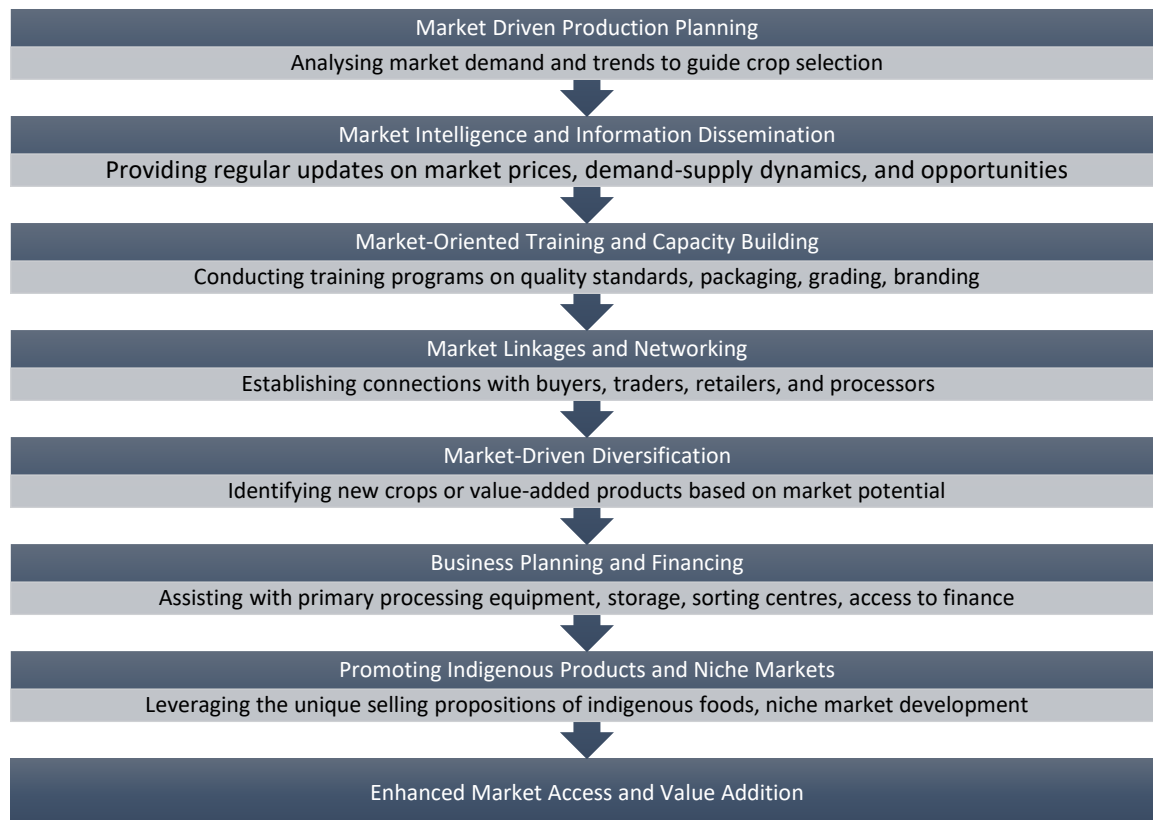 Market Driven Production Planning
Analysing market demand and trends to guide crop selection
Market Intelligence and Information Dissemination
Providing regular updates on market prices, demand-supply dynamics, and opportunities
Market-Oriented Training and Capacity Building
Conducting training programs on quality standards, packaging, grading, branding
Market Linkages and Networking
Establishing connections with buyers, traders, retailers, and processors
Market-Driven Diversification
Identifying new crops or value-added products based on market potential
Business Planning and Financing
Assisting with primary processing equipment, storage, sorting centres, access to finance
Promoting Indigenous Products and Niche Markets
Leveraging the unique selling propositions of indigenous foods, niche market development
Enhanced Market Access and Value Addition